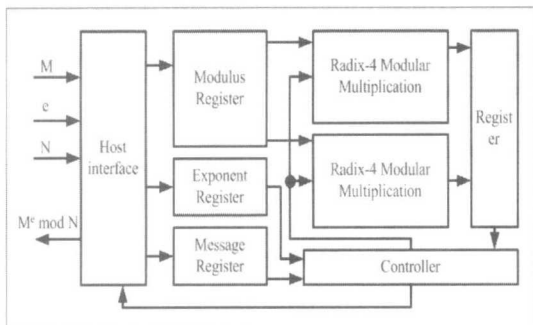 M
e
N
M^e mod N
Host
interface
Modulus
Register
Exponent
Register
Message
Register
Radix-4 Modular
Multiplication
Radix-4 Modular
Multiplication
Regist
er
Controller